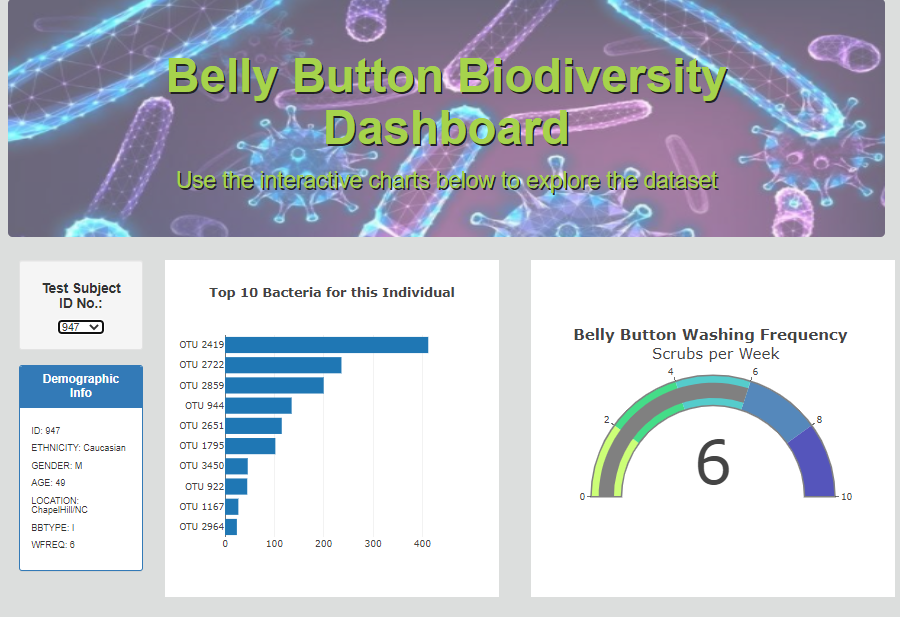 Belly Button Biodiversity
Dashboard
Use the interactive charts below to explore the dataset
Test Subject
ID No.:
947
Demographic
Info
ID: 947
ETHNICITY: Caucasian
GENDER: M
AGE: 49
LOCATION:
ChapelHill/NC
BBTYPE: I
WFREQ: 6
Top 10 Bacteria for this Individual
OTU 2419
OTU 2722
OTU 2859
OTU 944
OTU 2651
OTU 1795
OTU 3450
OTU 922
OTU 1167
OTU 2964
0 100 200 300 400
Belly Button Washing Frequency
Scrubs per Week
4 6
2 8
6
0 10